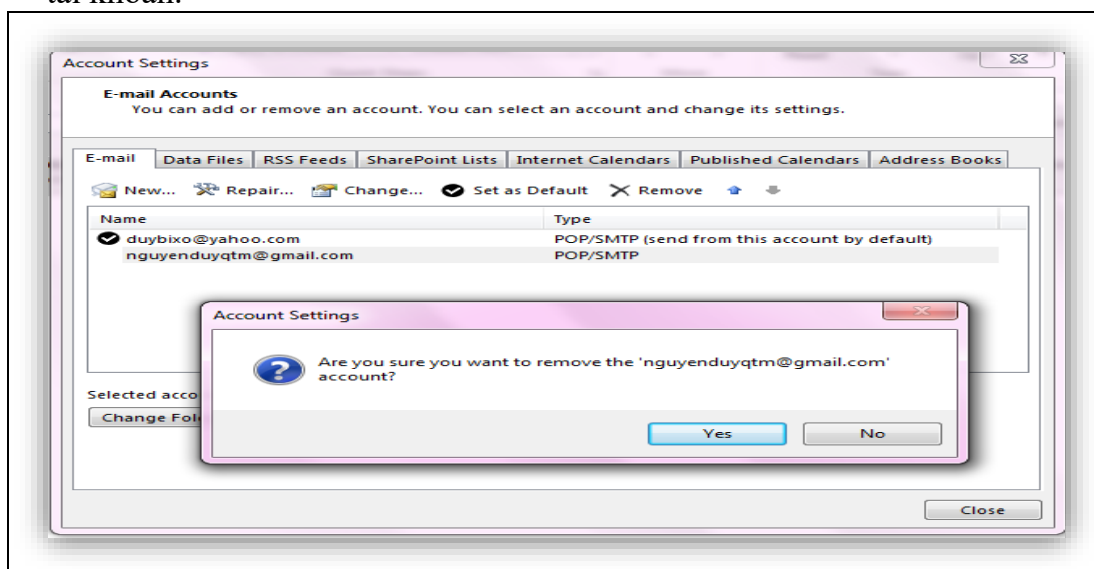 tài khoản.
Account Settings
E-mail Accounts
You can add or remove an account. You can select an account and change its settings.
E-mail Data Files RSS Feeds SharePoint Lists Internet Calendars Published Calendars Address Books
New... Repair... Change... Set as Default Remove
Name Type
duybixo@yahoo.com POP/SMTP (send from this account by default)
nguyenduyqtm@gmail.com POP/SMTP
Account Settings
Are you sure you want to remove the 'nguyenduyqtm@gmail.com'
account?
Selected
Change
Yes No
Close